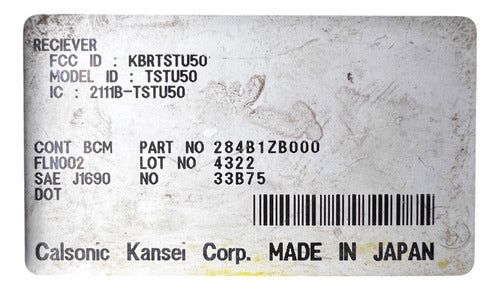 RECIEVER
FCC ID : KBRTSTU50
MODEL ID : TSTU50
IC : 2111B-TSTU50
CONT BCM PART NO 284B1ZB000
FLN002 LOT NO 4322
SAE J1690 NO 33B75
DOT
Calsonic Kansei Corp. MADE IN JAPAN